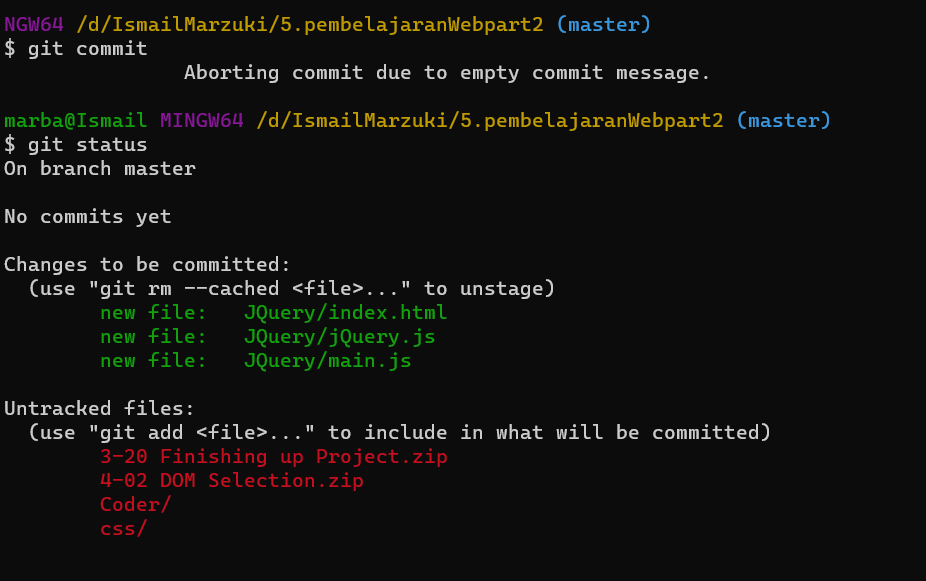 NGW64 /d/IsmailMarzuki/5.pembelajaranWebpart2 (master)
$ git commit
Aborting commit due to empty commit message.
marba@Ismail MINGW64 /d/IsmailMarzuki/5.pembelajaranWebpart2 (master)
$ git status
On branch master
No commits yet
Changes to be committed:
(use "git rm --cached <file>..." to unstage)
new file:   JQuery/index.html
new file:   JQuery/jQuery.js
new file:   JQuery/main.js
Untracked files:
(use "git add <file>..." to include in what will be committed)
3-20 Finishing up Project.zip
4-02 DOM Selection.zip
Coder/
css/